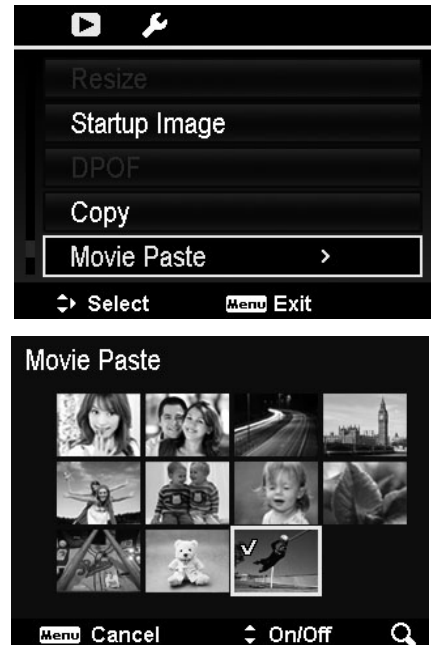 Resize
Startup Image
DPOF
Copy
Movie Paste >
Select Menu Exit
Movie Paste
Menu Cancel On/Off